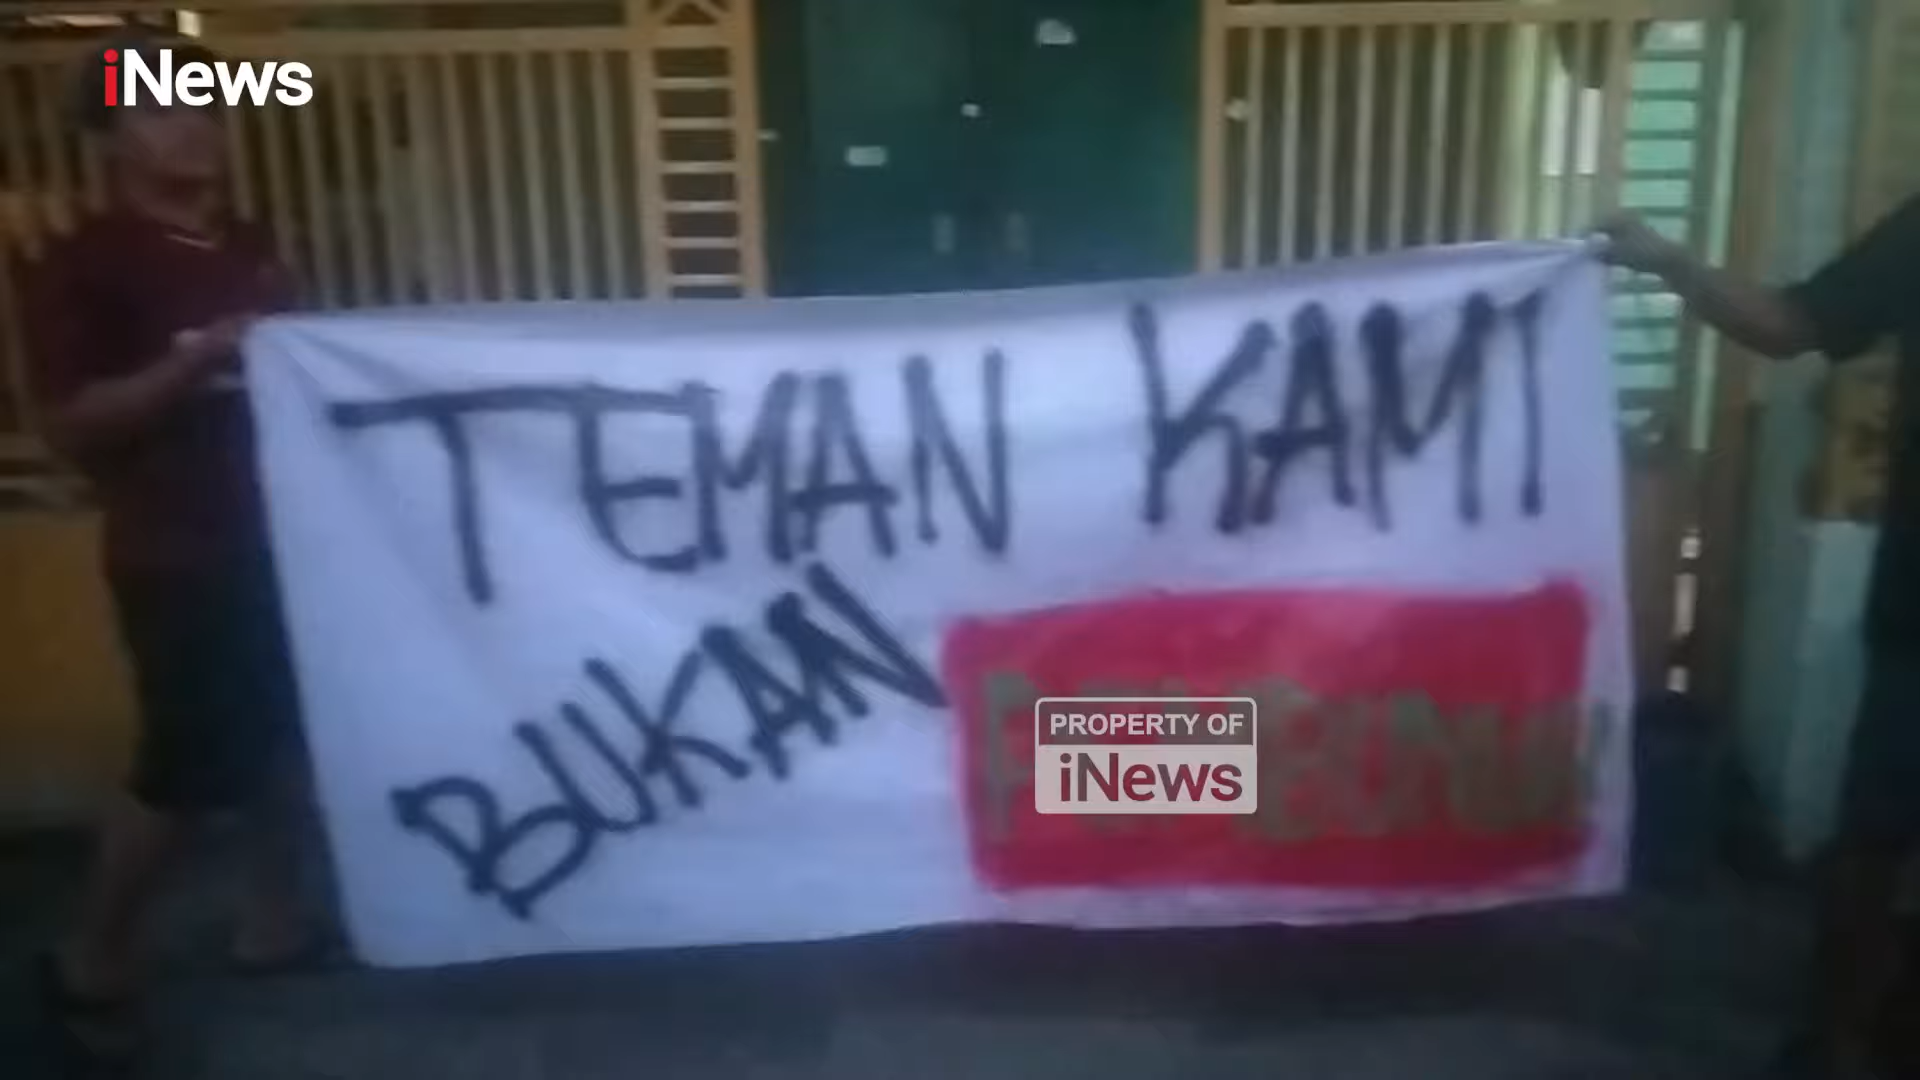 iNews
TEMAN KAMI
BUKAN
PROPERTY OF
iNews